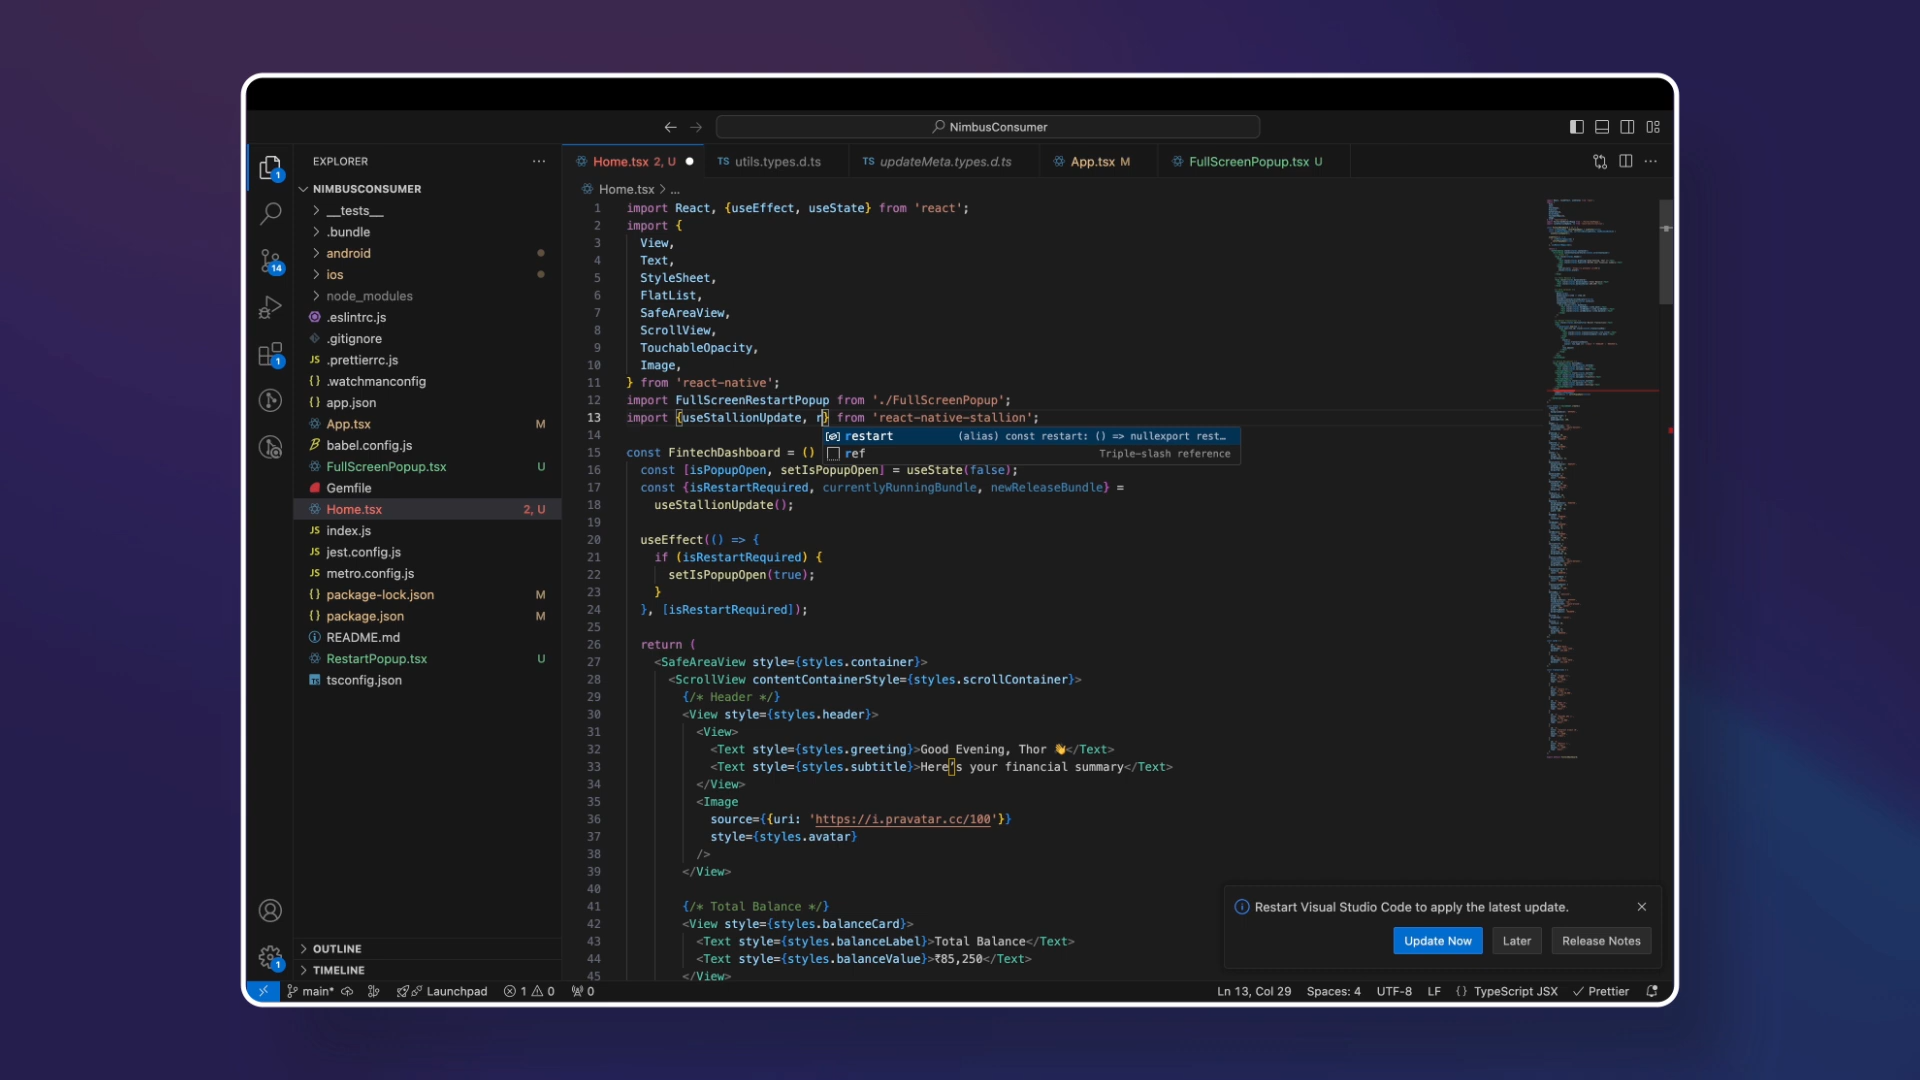 NimbusConsumer
EXPLORER
NIMBUSCONSUMER
__tests__
.bundle
android
ios
node_modules
.eslintrc.js
.gitignore
JS .prettierrc.js
{} .watchmanconfig
{} app.json
App.tsx M
babel.config.js
FullScreenPopup.tsx U
Gemfile
Home.tsx 2, U
JS index.js
JS jest.config.js
JS metro.config.js
{} package-lock.json M
{} package.json M
README.md
RestartPopup.tsx U
tsconfig.json
OUTLINE
TIMELINE
1
14
1
1
Home.tsx 2, U
TS utils.types.d.ts
TS updateMeta.types.d.ts
App.tsx M
FullScreenPopup.tsx U
Home.tsx > ...
1 import React, {useEffect, useState} from 'react';
2 import {
3 View,
4 Text,
5 StyleSheet,
6 FlatList,
7 SafeAreaView,
8 ScrollView,
9 TouchableOpacity,
10 Image,
11 } from 'react-native';
12 import FullScreenRestartPopup from './FullScreenPopup';
13 import {useStallionUpdate, r} from 'react-native-stallion';
14
restart (alias) const restart: () => nullexport rest…
ref Triple-slash reference
15 const FintechDashboard = ()
16 const [isPopupOpen, setIsPopupOpen] = useState(false);
17 const {isRestartRequired, currentlyRunningBundle, newReleaseBundle} =
18 useStallionUpdate();
19
20 useEffect(() => {
21 if (isRestartRequired) {
22 setIsPopupOpen(true);
23 }
24 }, [isRestartRequired]);
25
26 return (
27 <SafeAreaView style={styles.container}>
28 <ScrollView contentContainerStyle={styles.scrollContainer}>
29 {/* Header */}
30 <View style={styles.header}>
31 <View>
32 <Text style={styles.greeting}>Good Evening, Thor 👋</Text>
33 <Text style={styles.subtitle}>Here’s your financial summary</Text>
34 </View>
35 <Image
36 source={{uri: 'https://i.pravatar.cc/100'}}
37 style={styles.avatar}
38 />
39 </View>
40
41 {/* Total Balance */}
42 <View style={styles.balanceCard}>
43 <Text style={styles.balanceLabel}>Total Balance</Text>
44 <Text style={styles.balanceValue}>₹85,250</Text>
45 </View>
Restart Visual Studio Code to apply the latest update.
Update Now
Later
Release Notes
main* Launchpad 1 0 0
Ln 13, Col 29 Spaces: 4 UTF-8 LF {} TypeScript JSX Prettier